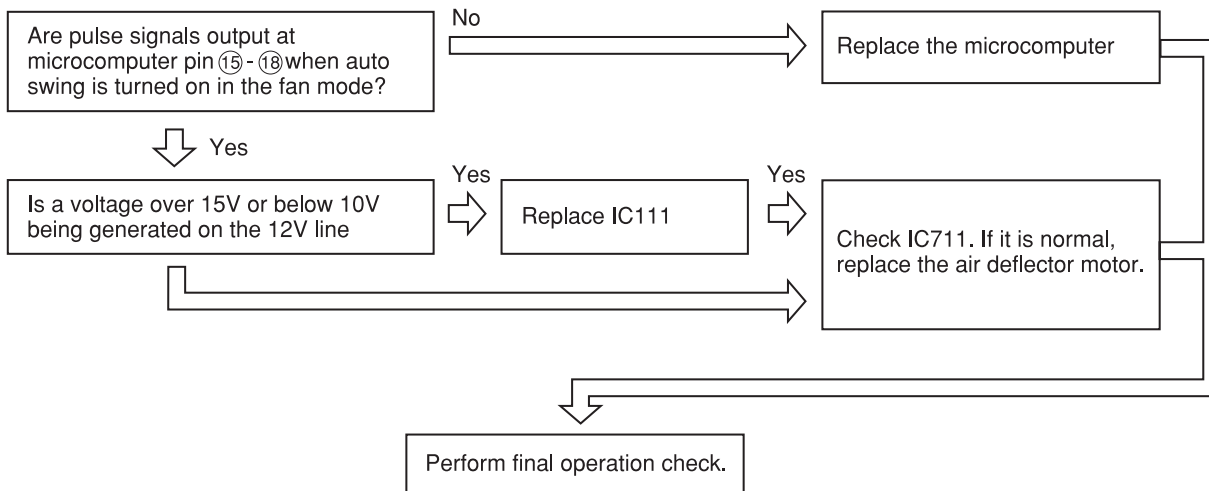 Are pulse signals output at
microcomputer pin ⑮ - ⑱ when auto
swing is turned on in the fan mode?
No
Replace the microcomputer
Yes
Is a voltage over 15V or below 10V
being generated on the 12V line
Yes
Replace IC111
Yes
Check IC711. If it is normal,
replace the air deflector motor.
Perform final operation check.